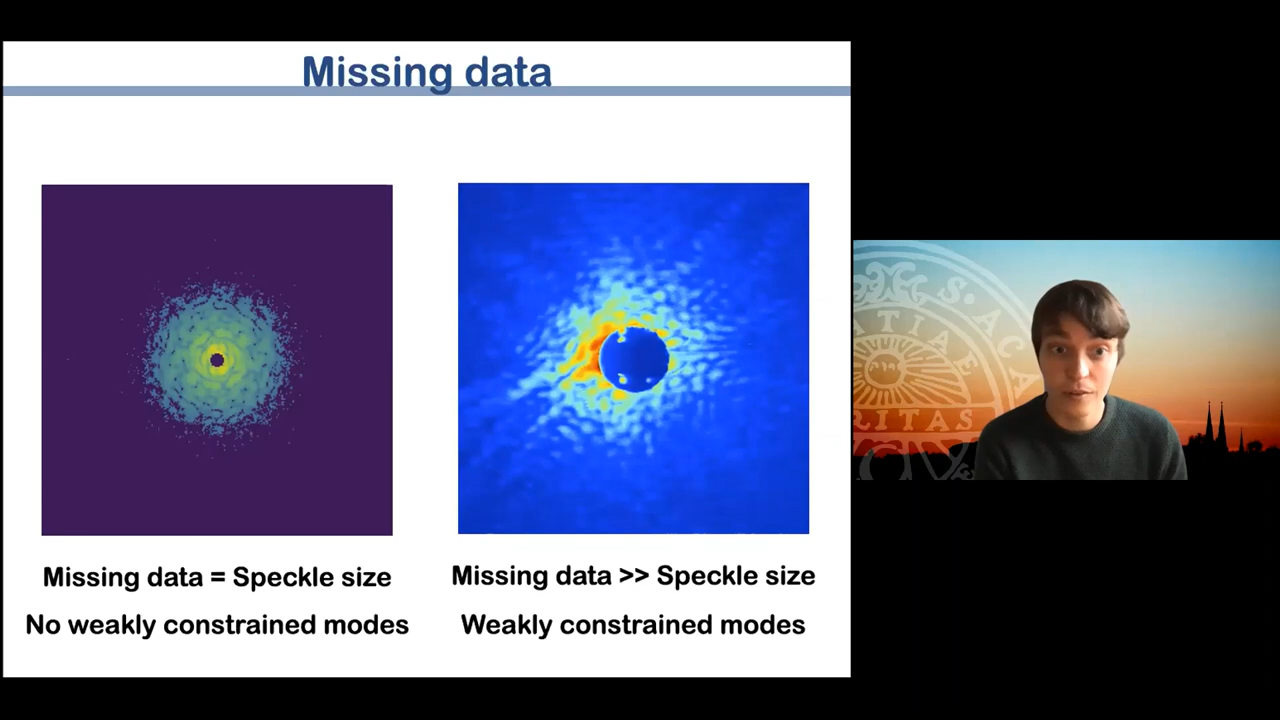 Missing data
Missing data = Speckle size
No weakly constrained modes
Missing data >> Speckle size
Weakly constrained modes